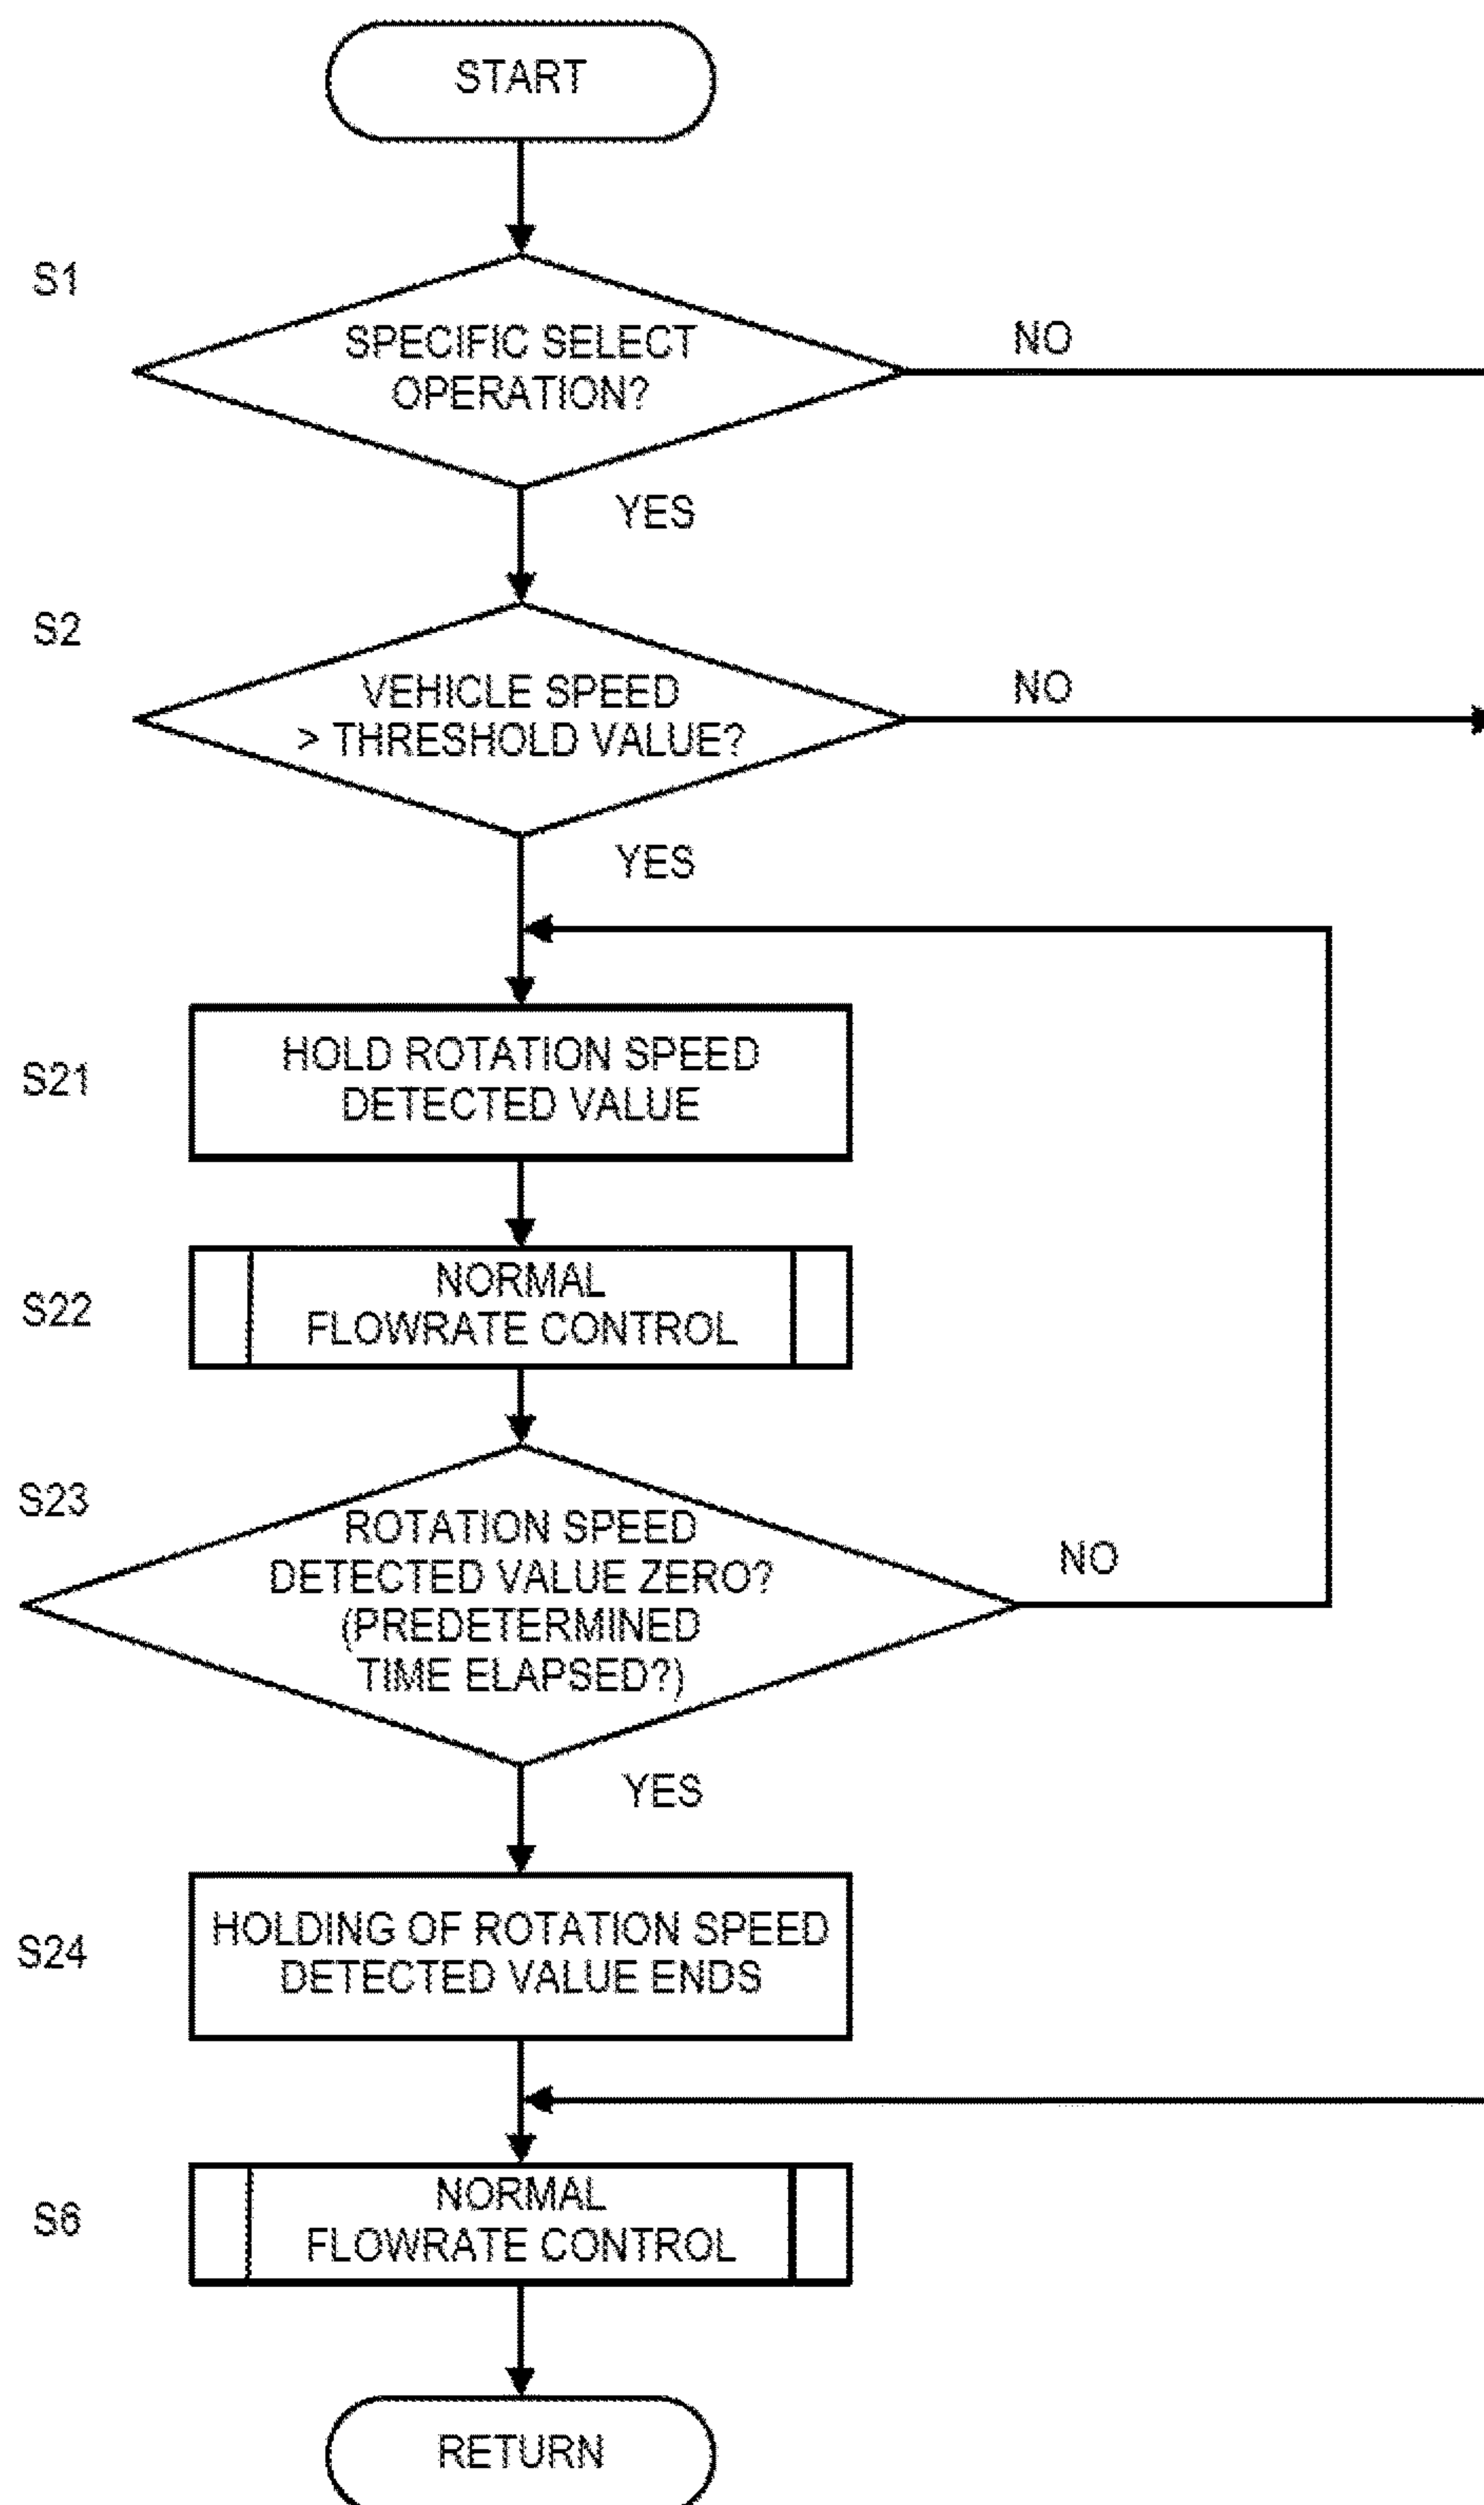 START
S1
SPECIFIC SELECT
OPERATION?
NO
YES
S2
VEHICLE SPEED
> THRESHOLD VALUE?
NO
YES
S21
HOLD ROTATION SPEED
DETECTED VALUE
S22
NORMAL
FLOWRATE CONTROL
S23
ROTATION SPEED
DETECTED VALUE ZERO?
(PREDETERMINED
TIME ELAPSED?)
NO
YES
S24
HOLDING OF ROTATION SPEED
DETECTED VALUE ENDS
S6
NORMAL
FLOWRATE CONTROL
RETURN